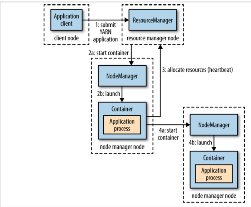 Application
client
client node
1: submit
YARN
application
ResourceManager
resource manager node
2a: start container
3: allocate resources (heartbeat)
NodeManager
2b: launch
Container
Application
process
node manager node
4a: start
container
NodeManager
4b: launch
Container
Application
process
node manager node